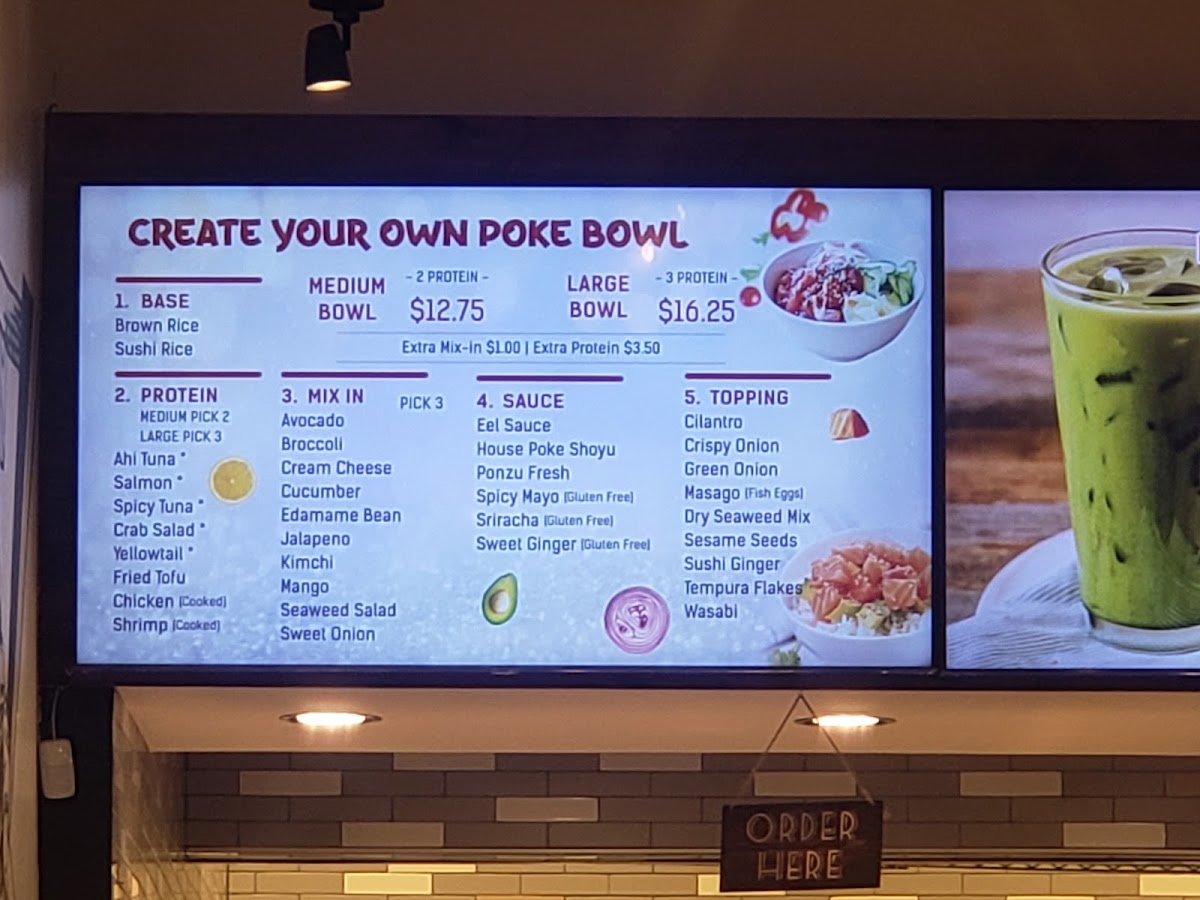 CREATE YOUR OWN POKE BOWL
MEDIUM BOWL
- 2 PROTEIN -
$12.75
LARGE BOWL
- 3 PROTEIN -
$16.25
Extra Mix-in $1.00 | Extra Protein $3.50
1. BASE
Brown Rice
Sushi Rice
2. PROTEIN
MEDIUM PICK 2
LARGE PICK 3
Ahi Tuna *
Salmon *
Spicy Tuna *
Crab Salad *
Yellowtail *
Fried Tofu
Chicken (Cooked)
Shrimp (Cooked)
3. MIX IN PICK 3
Avocado
Broccoli
Cream Cheese
Cucumber
Edamame Bean
Jalapeno
Kimchi
Mango
Seaweed Salad
Sweet Onion
4. SAUCE
Eel Sauce
House Poke Shoyu
Ponzu Fresh
Spicy Mayo (Gluten Free)
Sriracha (Gluten Free)
Sweet Ginger (Gluten Free)
5. TOPPING
Cilantro
Crispy Onion
Green Onion
Masago (Fish Eggs)
Dry Seaweed Mix
Sesame Seeds
Sushi Ginger
Tempura Flakes
Wasabi
ORDER
HERE